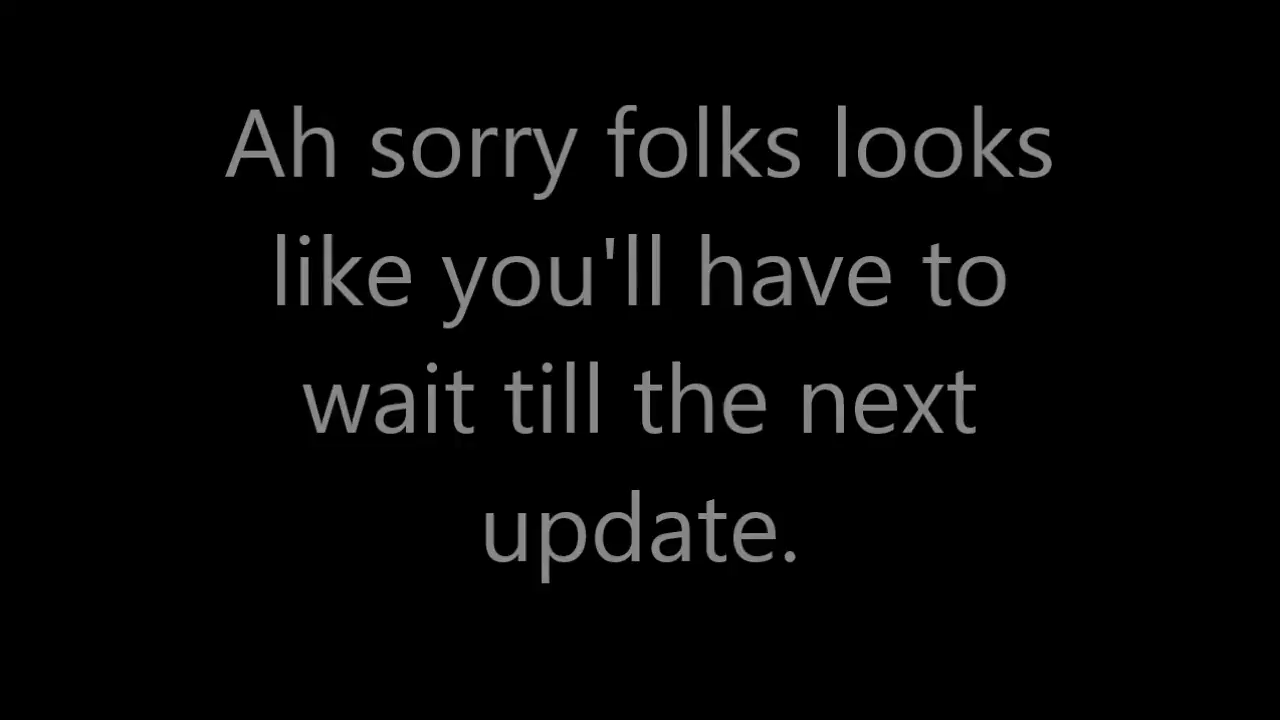 Ah sorry folks looks
like you'll have to
wait till the next
update.